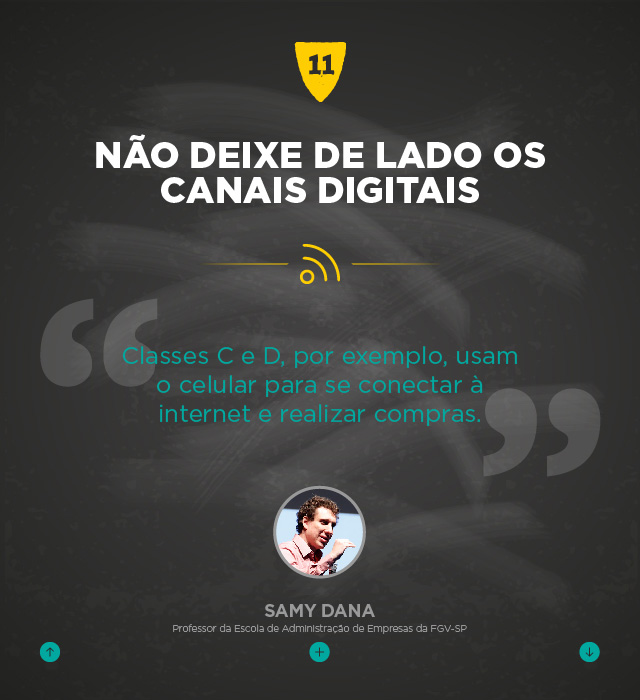 11
NÃO DEIXE DE LADO OS
CANAIS DIGITAIS
“
Classes C e D, por exemplo, usam
o celular para se conectar à
internet e realizar compras.
”
SAMY DANA
Professor da Escola de Administração de Empresas da FGV-SP